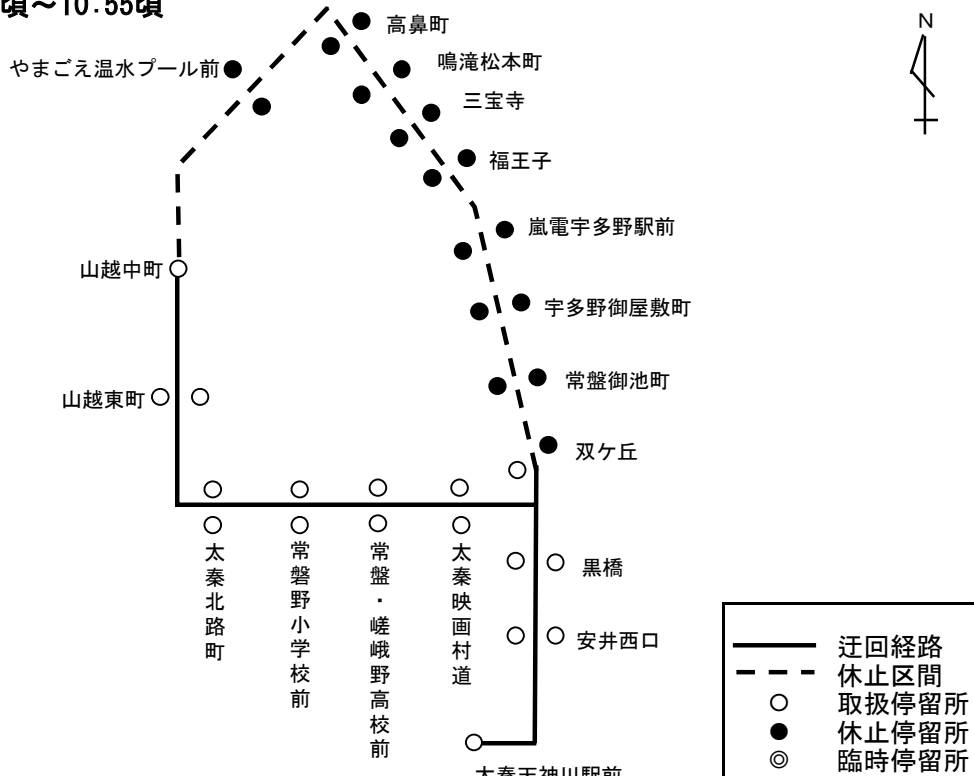 頃～10:55頃
N
高鼻町
やまごえ温水プール前
鳴滝松本町
三宝寺
福王子
嵐電宇多野駅前
山越中町
宇多野御屋敷町
常盤御池町
山越東町
双ケ丘
太秦北路町
常磐野小学校前
常盤・嵯峨野高校前
太秦映画村道
黒橋
安井西口
太秦天神川駅前
迂回経路
休止区間
取扱停留所
休止停留所
臨時停留所